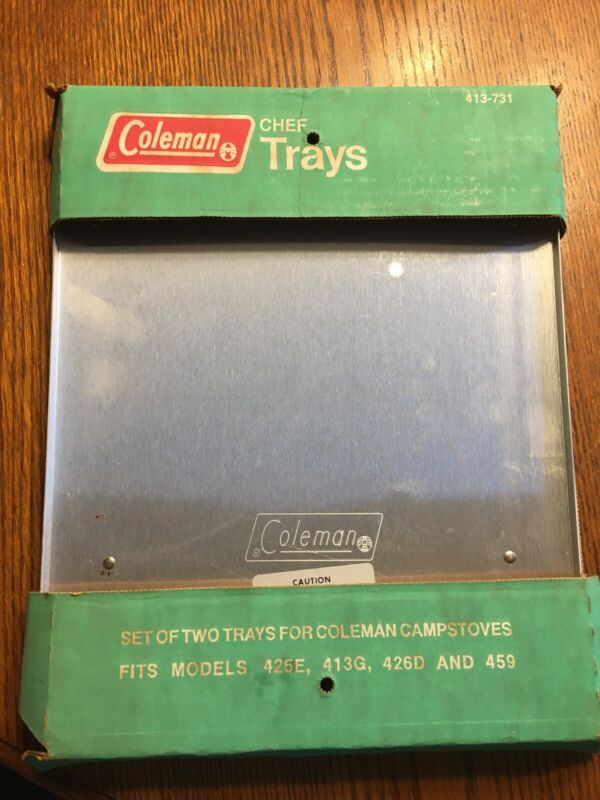 413-731
Coleman
CHEF
Trays
Coleman
CAUTION
SET OF TWO TRAYS FOR COLEMAN CAMPSTOVES
FITS MODELS 425E, 413G, 426D AND 459